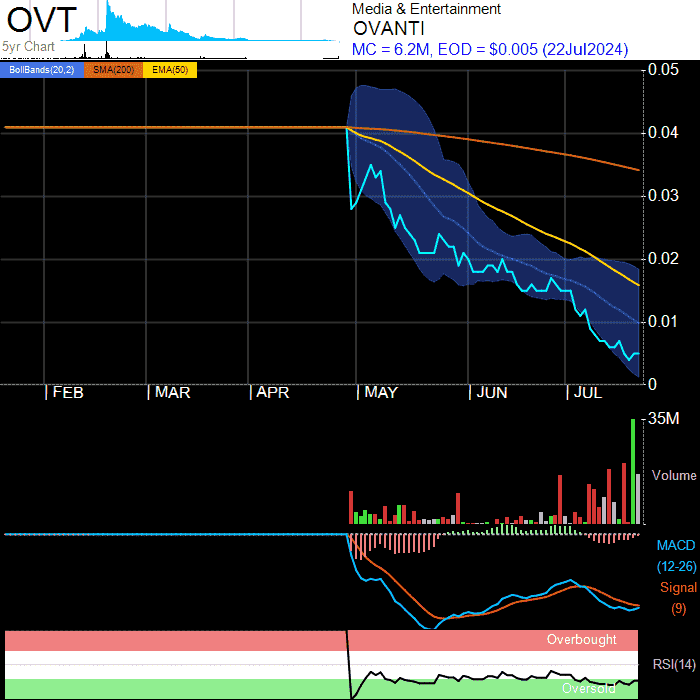 OVT
5yr Chart
Media & Entertainment
OVANTI
MC = 6.2M, EOD = $0.005 (22Jul2024)
BollBands(20,2) SMA(200) EMA(50)
0.05
0.04
0.03
0.02
0.01
0
FEB MAR APR MAY JUN JUL
35M
Volume
MACD
(12-26)
Signal
(9)
Overbought
RSI(14)
Oversold